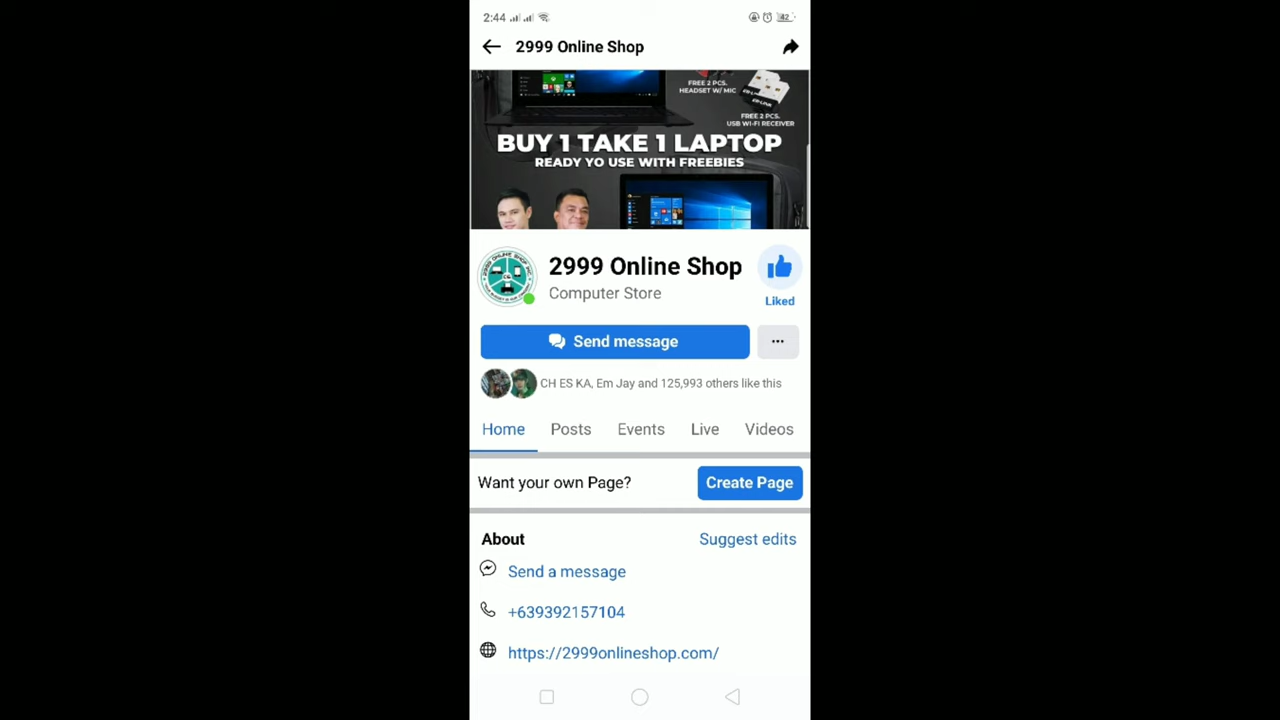 2:44
42
2999 Online Shop
FREE 2 PCS.
HEADSET W/ MIC
FREE 2 PCS.
USB WI-FI RECEIVER
BUY 1 TAKE 1 LAPTOP
READY YO USE WITH FREEBIES
2999 Online Shop
Computer Store
Liked
Send message
CH ES KA, Em Jay and 125,993 others like this
Home Posts Events Live Videos
Want your own Page?
Create Page
About
Suggest edits
Send a message
+639392157104
https://2999onlineshop.com/